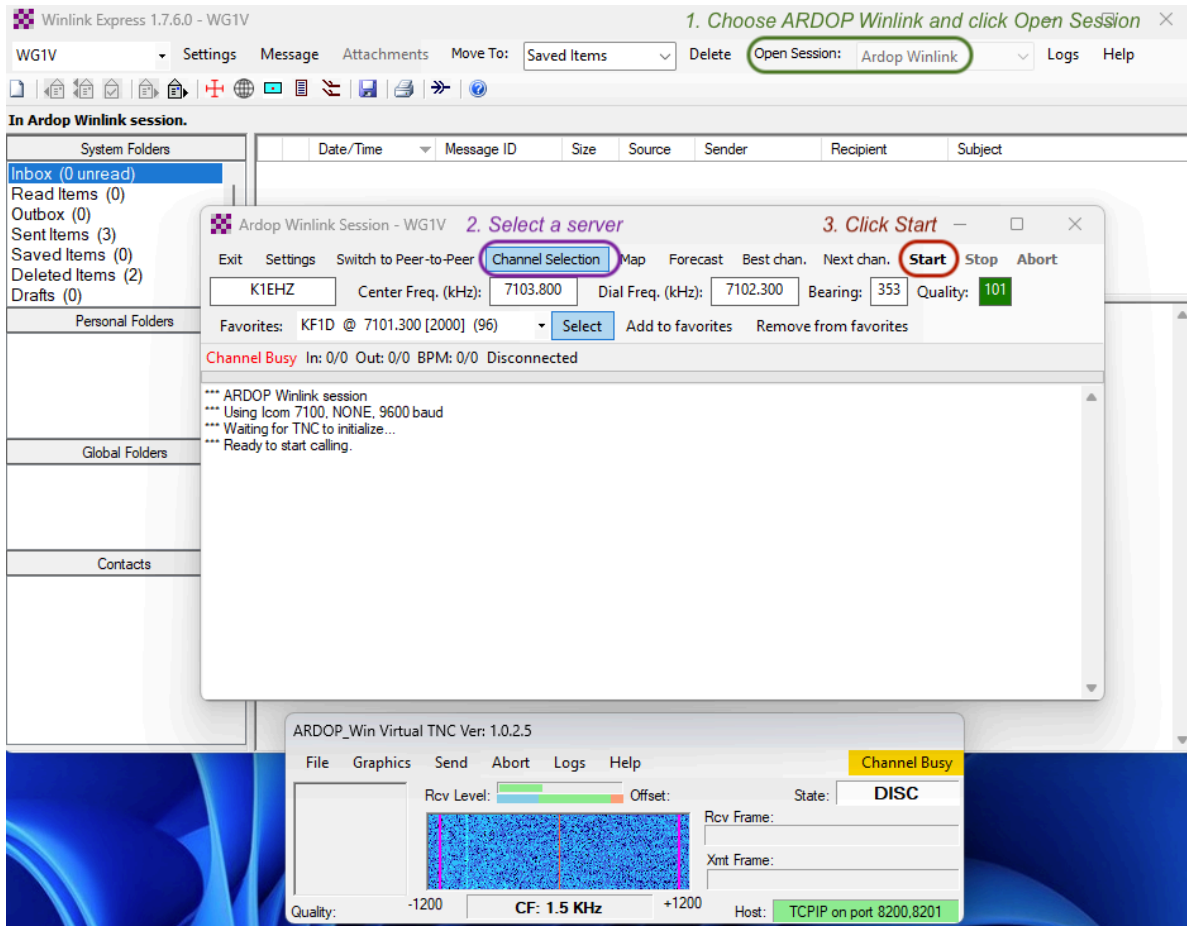 Winlink Express 1.7.6.0 - WG1V
1. Choose ARDOP Winlink and click Open Session
WG1V Settings Message Attachments Move To: Saved Items Delete Open Session: Ardop Winlink Logs Help
In Ardop Winlink session.
System Folders
Date/Time Message ID Size Source Sender Recipient Subject
Inbox (0 unread)
Read Items (0)
Outbox (0)
Sent Items (3)
Saved Items (0)
Deleted Items (2)
Drafts (0)
Personal Folders
Global Folders
Contacts
Ardop Winlink Session - WG1V 2. Select a server 3. Click Start
Exit Settings Switch to Peer-to-Peer Channel Selection Map Forecast Best chan. Next chan. Start Stop Abort
K1EHZ Center Freq. (kHz): 7103.800 Dial Freq. (kHz): 7102.300 Bearing: 353 Quality: 101
Favorites: KF1D @ 7101.300 [2000] (96) Select Add to favorites Remove from favorites
Channel Busy In: 0/0 Out: 0/0 BPM: 0/0 Disconnected
*** ARDOP Winlink session
*** Using Icom 7100, NONE, 9600 baud
*** Waiting for TNC to initialize...
*** Ready to start calling.
ARDOP_Win Virtual TNC Ver: 1.0.2.5
File Graphics Send Abort Logs Help Channel Busy
Rcv Level: Offset: State: DISC
Rcv Frame:
Xmt Frame:
Quality: -1200 CF: 1.5 KHz +1200 Host: TCPIP on port 8200,8201